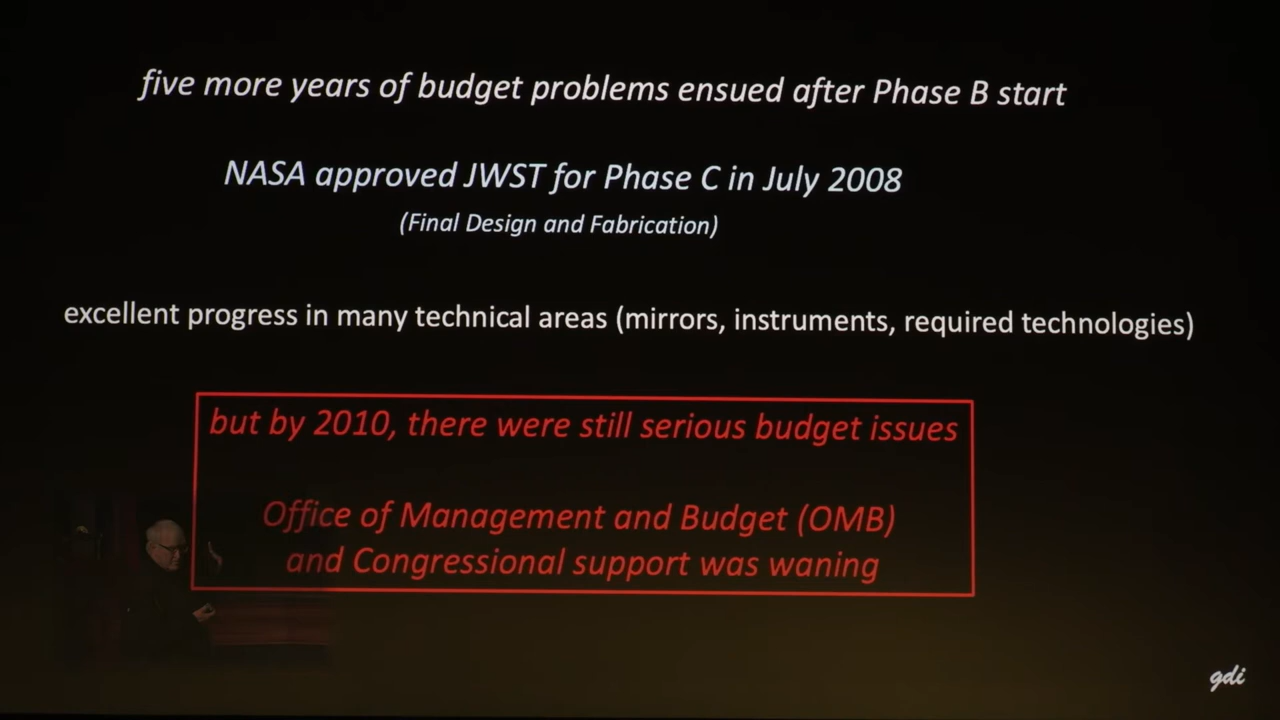 five more years of budget problems ensued after Phase B start
NASA approved JWST for Phase C in July 2008
(Final Design and Fabrication)
excellent progress in many technical areas (mirrors, instruments, required technologies)
but by 2010, there were still serious budget issues
Office of Management and Budget (OMB)
and Congressional support was waning
gdi